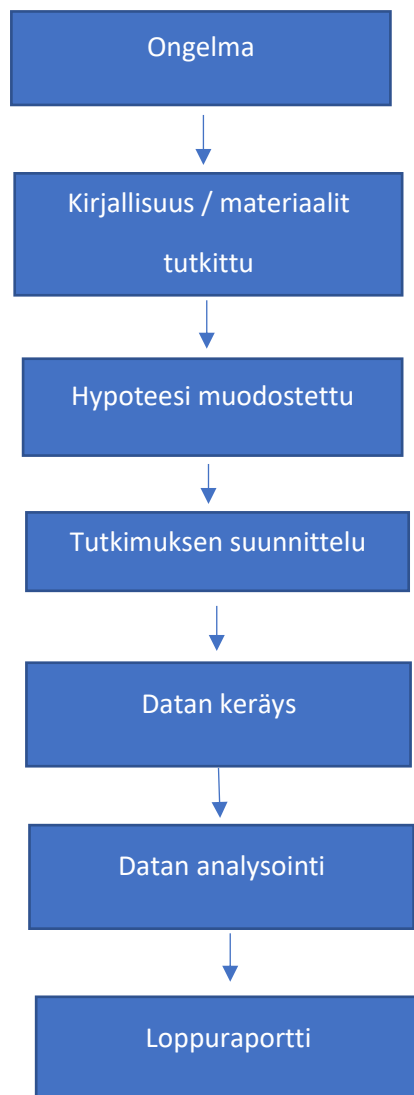 Ongelma
Kirjallisuus / materiaalit
tutkittu
Hypoteesi muodostettu
Tutkimuksen suunnittelu
Datan keräys
Datan analysointi
Loppuraportti